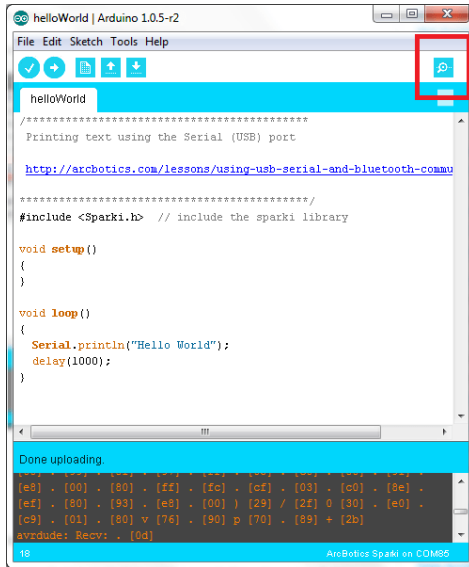 helloWorld | Arduino 1.0.5-r2
File Edit Sketch Tools Help
helloWorld
/*******************************************
Printing text using the Serial (USB) port
http://arcbotics.com/lessons/using-usb-serial-and-bluetooth-commu
********************************************/
#include <Sparki.h>  // include the sparki library
void setup()
{
}
void loop()
{
Serial.println("Hello World");
delay(1000);
}
Done uploading.
[e8] . [00] . [80] . [ff] . [fc] . [cf] . [03] . [c0] . [8e] .
[ef] . [80] . [93] . [e8] . [00] ) [29] / [2f] 0 [30] . [e0] .
[c9] . [01] . [80] v [76] . [90] p [70] . [89] + [2b]
avrdude: Recv: . [0d]
18
ArcBotics Sparki on COM85